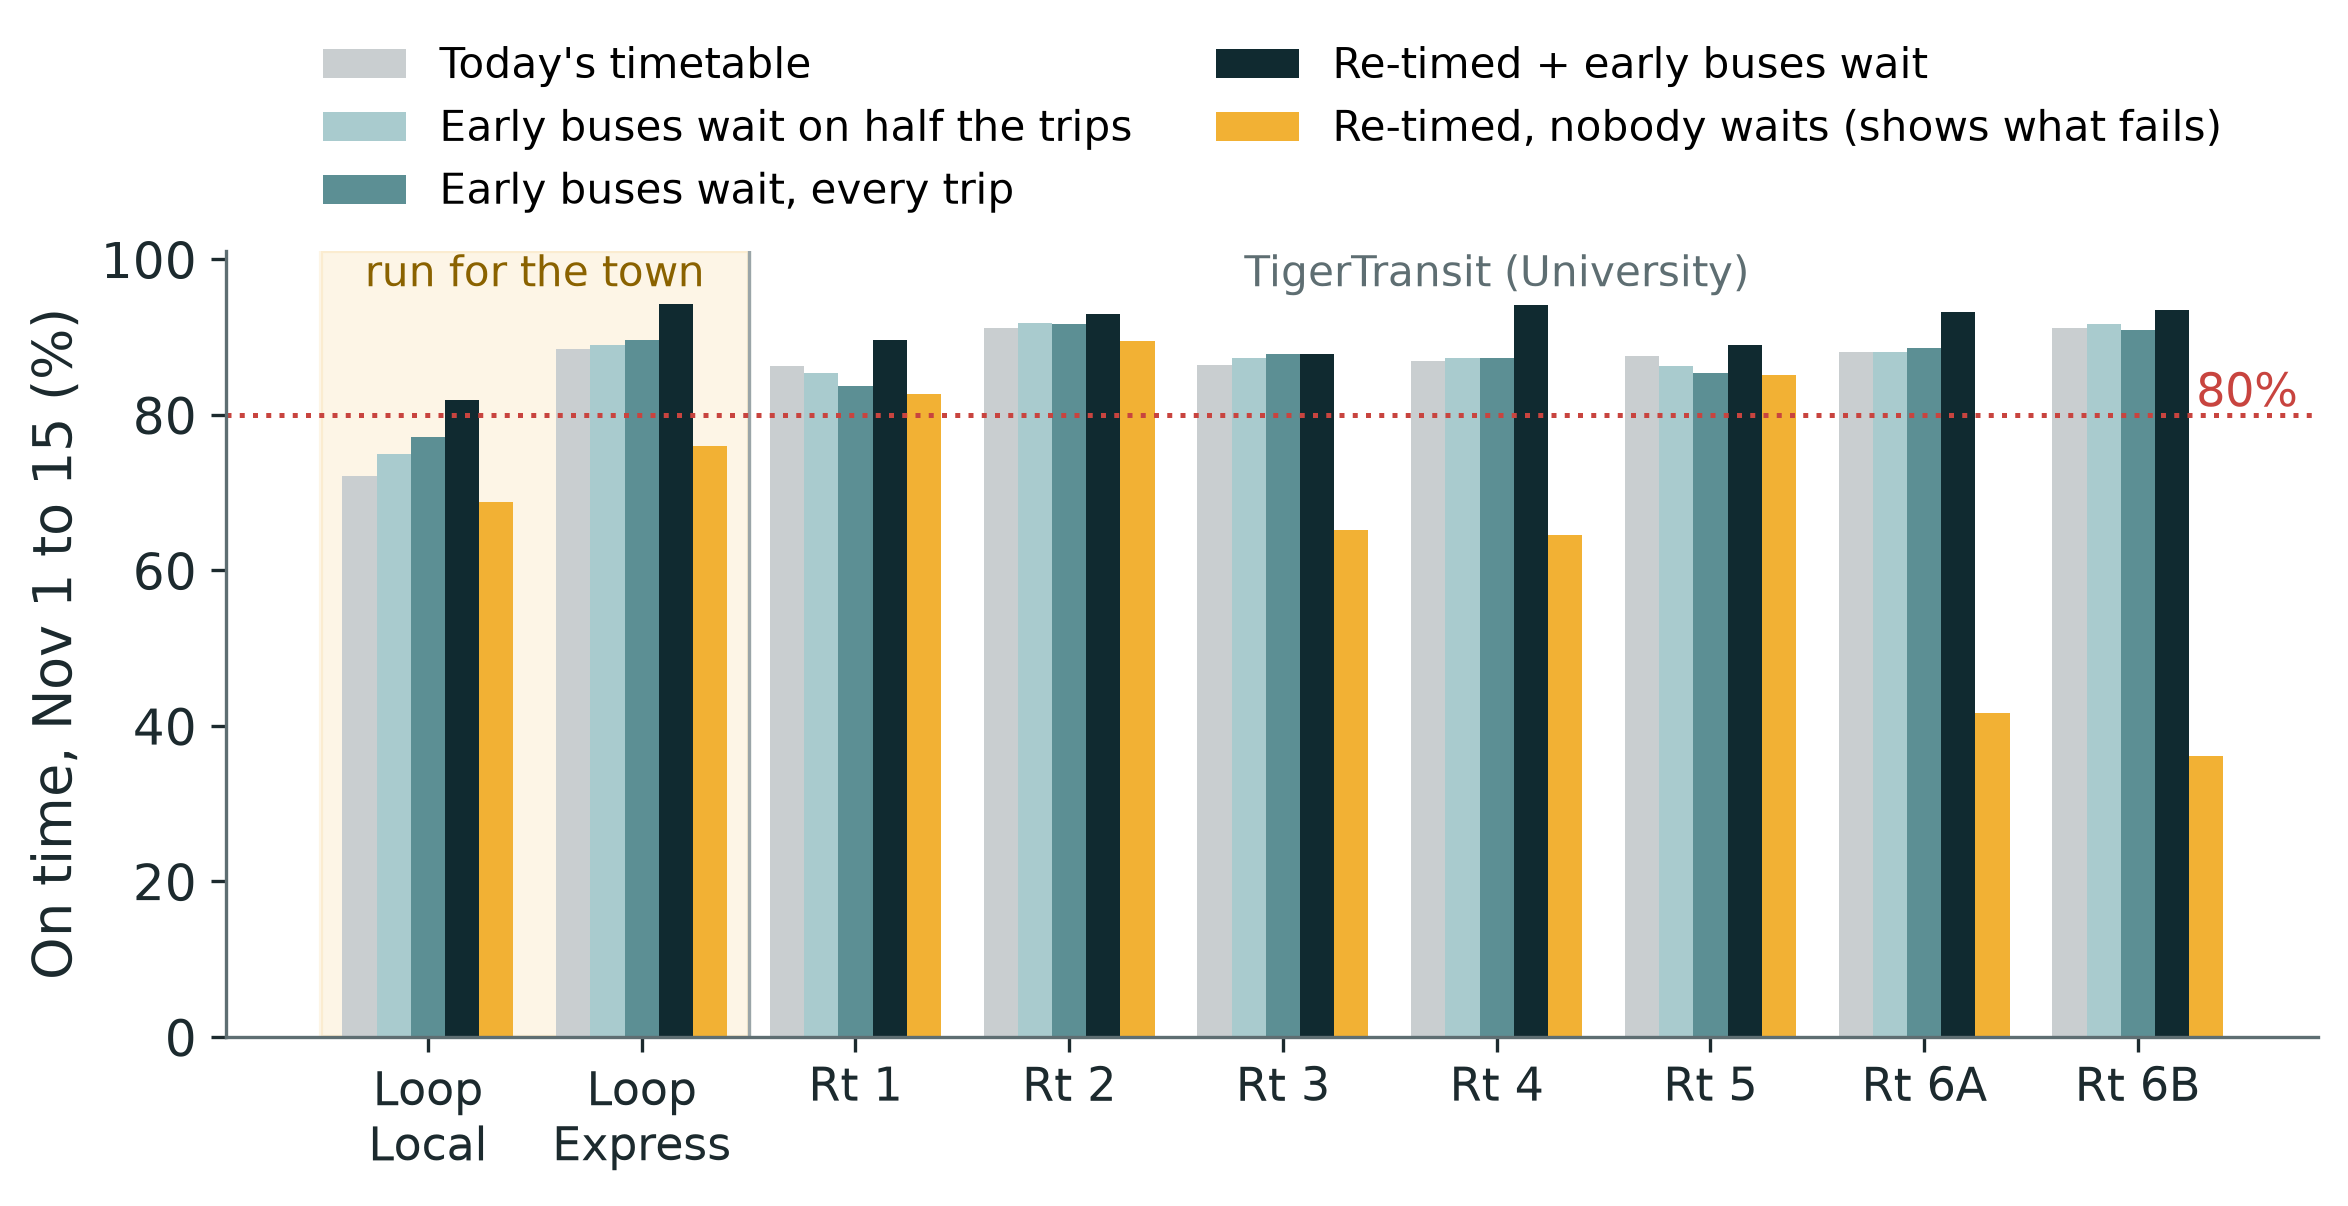 Today's timetable
Early buses wait on half the trips
Early buses wait, every trip
Re-timed + early buses wait
Re-timed, nobody waits (shows what fails)
run for the town
TigerTransit (University)
On time, Nov 1 to 15 (%)
100
80
60
40
20
0
80%
Loop
Local
Loop
Express
Rt 1
Rt 2
Rt 3
Rt 4
Rt 5
Rt 6A
Rt 6B